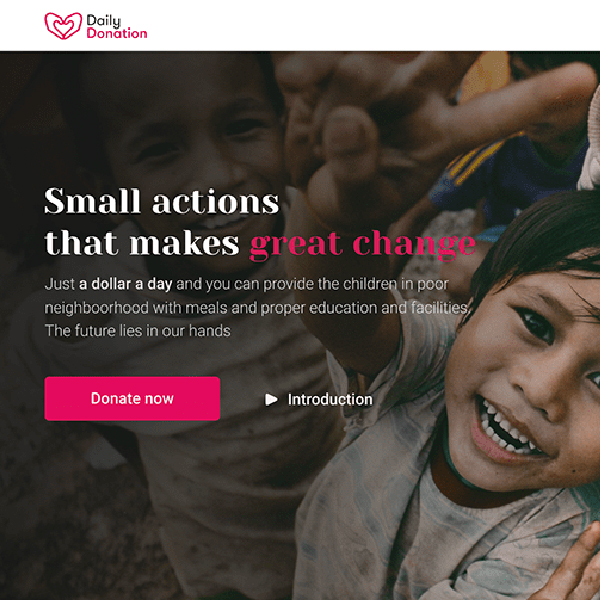 Daily
Donation
Small actions
that makes great change
Just a dollar a day and you can provide the children in poor
neighboorhood with meals and proper education and facilities.
The future lies in our hands
Donate now
Introduction